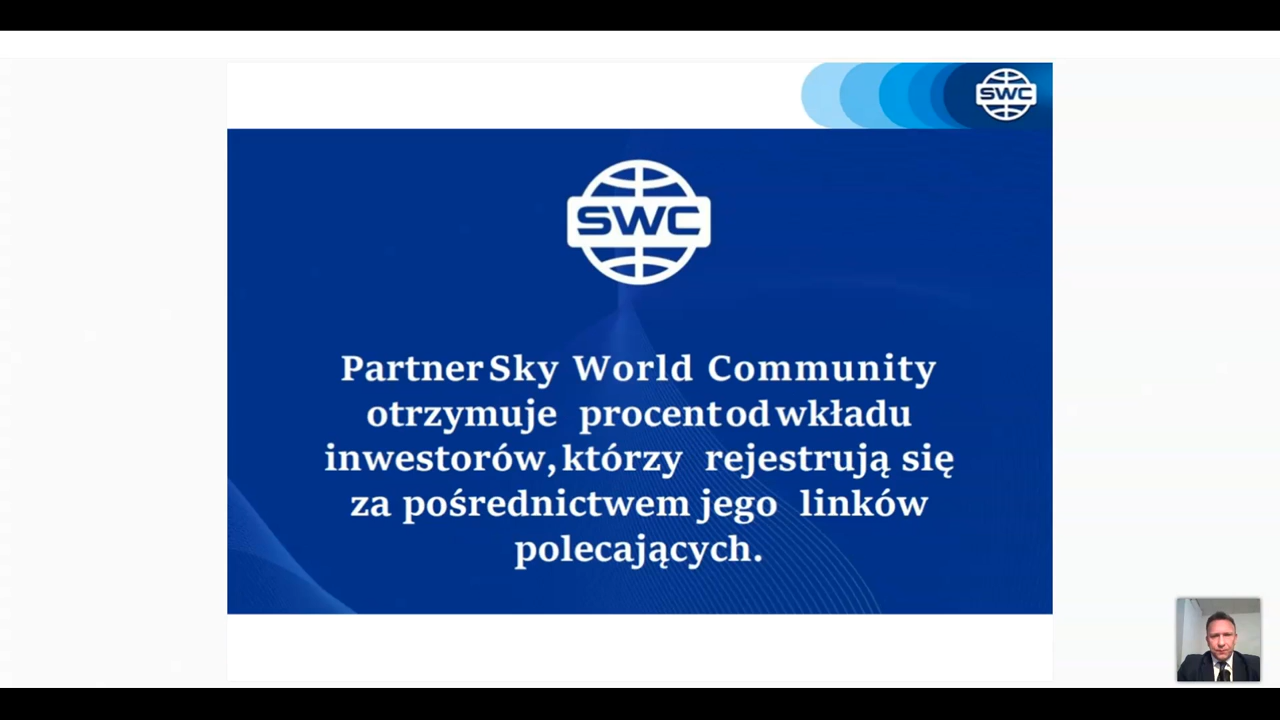 SWC
SWC
Partner Sky World Community
otrzymuje procent od wkładu
inwestorów, którzy rejestrują się
za pośrednictwem jego linków
polecających.